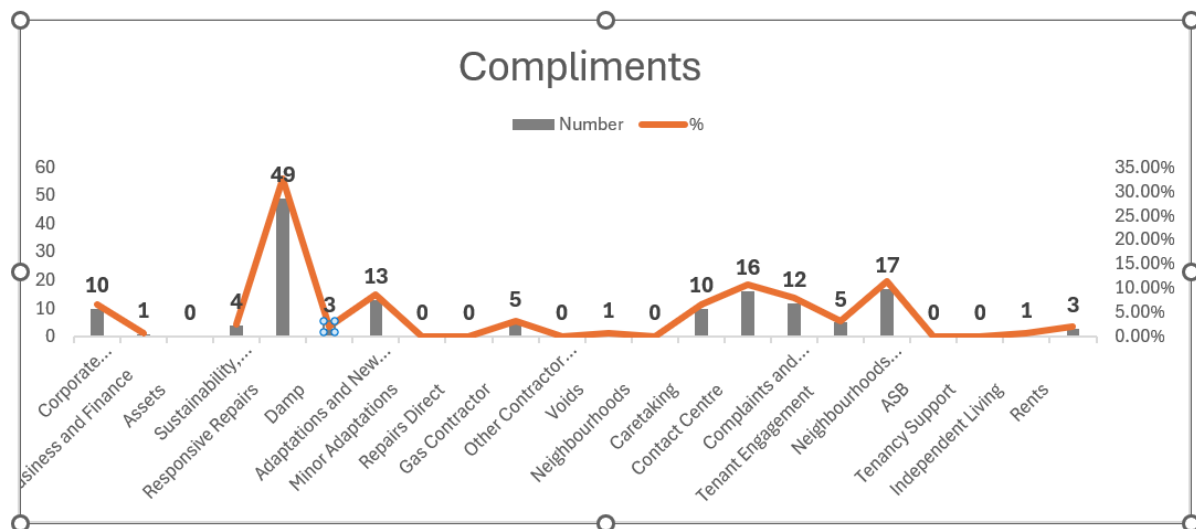 Compliments
Number %
60
50
40
30
20
10
0
35.00%
30.00%
25.00%
20.00%
15.00%
10.00%
5.00%
0.00%
10 1 0 4 49 3 13 0 0 5 0 1 0 10 16 12 5 17 0 0 1 3
Corporate...
usiness and Finance
Assets
Sustainability,...
Responsive Repairs
Damp
Adaptations and New...
Minor Adaptations
Repairs Direct
Gas Contractor
Other Contractor...
Voids
Neighbourhoods
Caretaking
Contact Centre
Complaints and...
Tenant Engagement
Neighbourhoods...
ASB
Tenancy Support
Independent Living
Rents